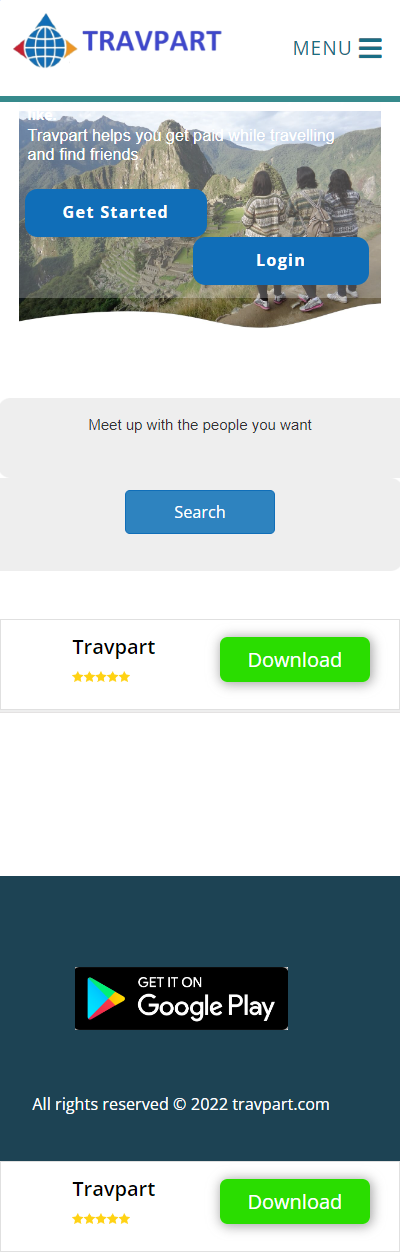 TRAVPART
MENU
like.
Travpart helps you get paid while travelling
and find friends.
Get Started
Login
Meet up with the people you want
Search
Travpart
Download
GET IT ON
Google Play
All rights reserved © 2022 travpart.com
Travpart
Download